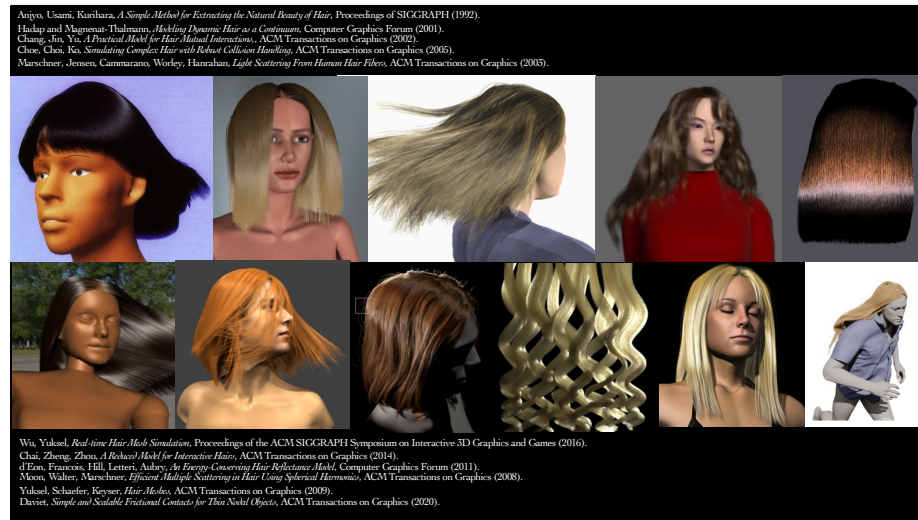 Anjyo, Usami, Kurihara, A Simple Method for Extracting the Natural Beauty of Hair, Proceedings of SIGGRAPH (1992).
Hadap and Magnenat-Thalmann, Modeling Dynamic Hair as a Continuum, Computer Graphics Forum (2001).
Chang, Jin, Yu, A Practical Model for Hair Mutual Interactions,, ACM Transactions on Graphics (2002).
Choe, Choi, Ko, Simulating Complex Hair with Robust Collision Handling, ACM Transactions on Graphics (2005).
Marschner, Jensen, Cammarano, Worley, Hanrahan, Light Scattering From Human Hair Fibers, ACM Transactions on Graphics (2003).
Wu, Yuksel, Real-time Hair Mesh Simulation, Proceedings of the ACM SIGGRAPH Symposium on Interactive 3D Graphics and Games (2016).
Chai, Zheng, Zhou, A Reduced Model for Interactive Hairs, ACM Transactions on Graphics (2014).
d'Eon, Francois, Hill, Letteri, Aubry, An Energy-Conserving Hair Reflectance Model, Computer Graphics Forum (2011).
Moon, Walter, Marschner, Efficient Multiple Scattering in Hair Using Spherical Harmonics, ACM Transactions on Graphics (2008).
Yuksel, Schaefer, Keyser, Hair Meshes, ACM Transactions on Graphics (2009).
Daviet, Simple and Scalable Frictional Contacts for Thin Nodal Objects, ACM Transactions on Graphics (2020).